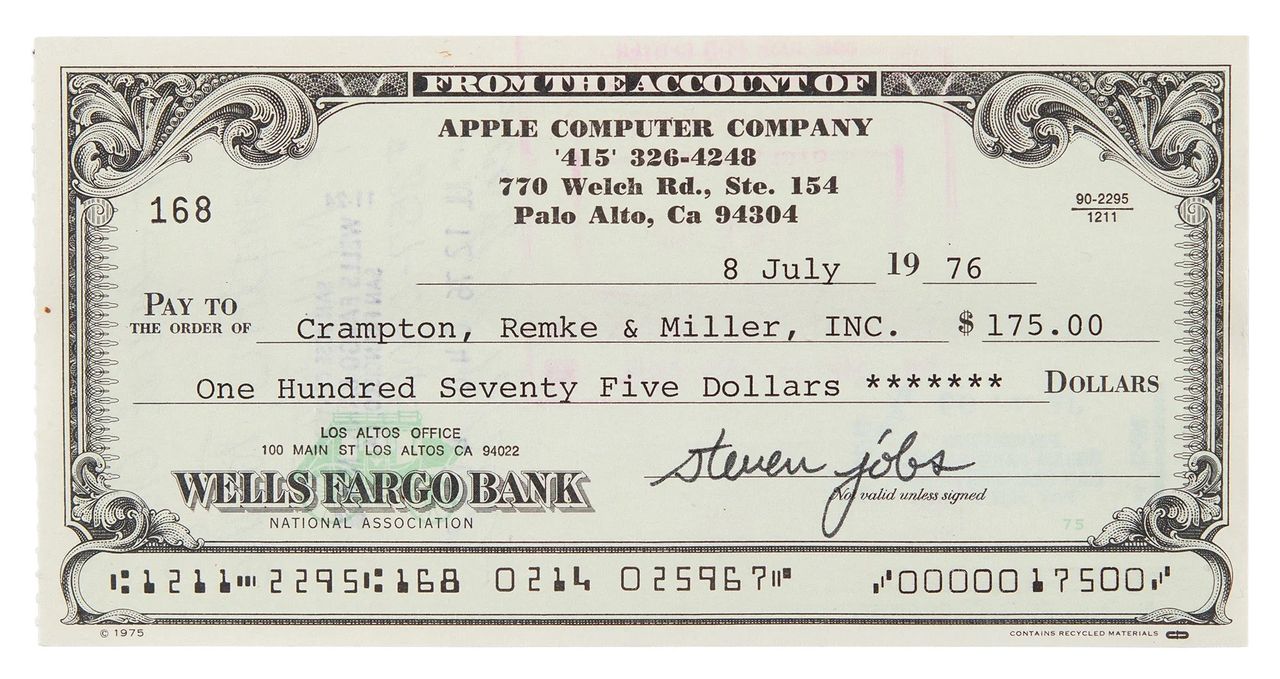 FROM THE ACCOUNT OF
APPLE COMPUTER COMPANY
'415' 326-4248
770 Welch Rd., Ste. 154
Palo Alto, Ca 94304
168
90-2295
1211
8 July 19 76
PAY TO
THE ORDER OF Crampton, Remke & Miller, INC. $ 175.00
One Hundred Seventy Five Dollars ******* DOLLARS
LOS ALTOS OFFICE
100 MAIN ST LOS ALTOS CA 94022
WELLS FARGO BANK
NATIONAL ASSOCIATION
steven jobs
Not valid unless signed
75
⑆1211⑉2295⑆168 0214 025967⑈ ⑇0000017500⑇
© 1975
CONTAINS RECYCLED MATERIALS